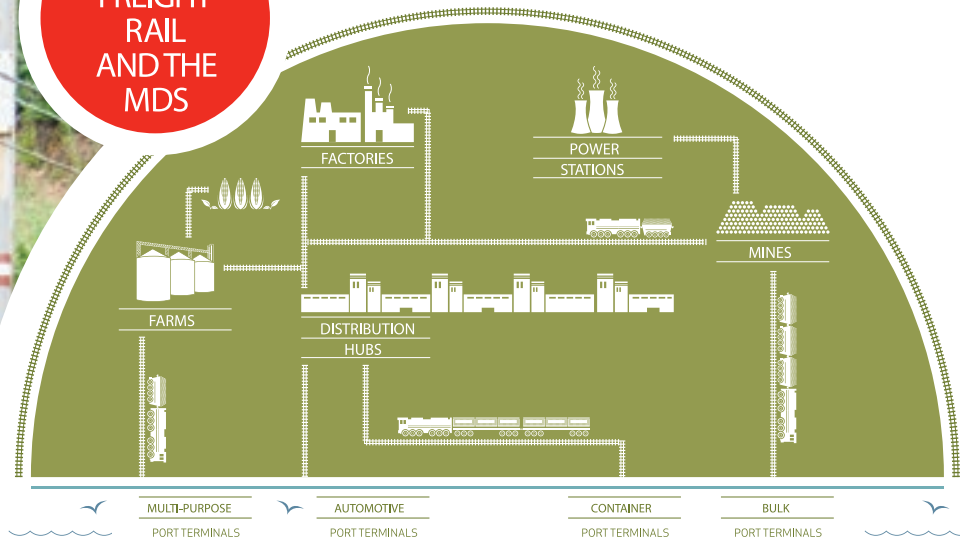 FREIGHT
RAIL
AND THE
MDS
FACTORIES
POWER
STATIONS
MINES
FARMS
DISTRIBUTION
HUBS
MULTI-PURPOSE
PORT TERMINALS
AUTOMOTIVE
PORT TERMINALS
CONTAINER
PORT TERMINALS
BULK
PORT TERMINALS